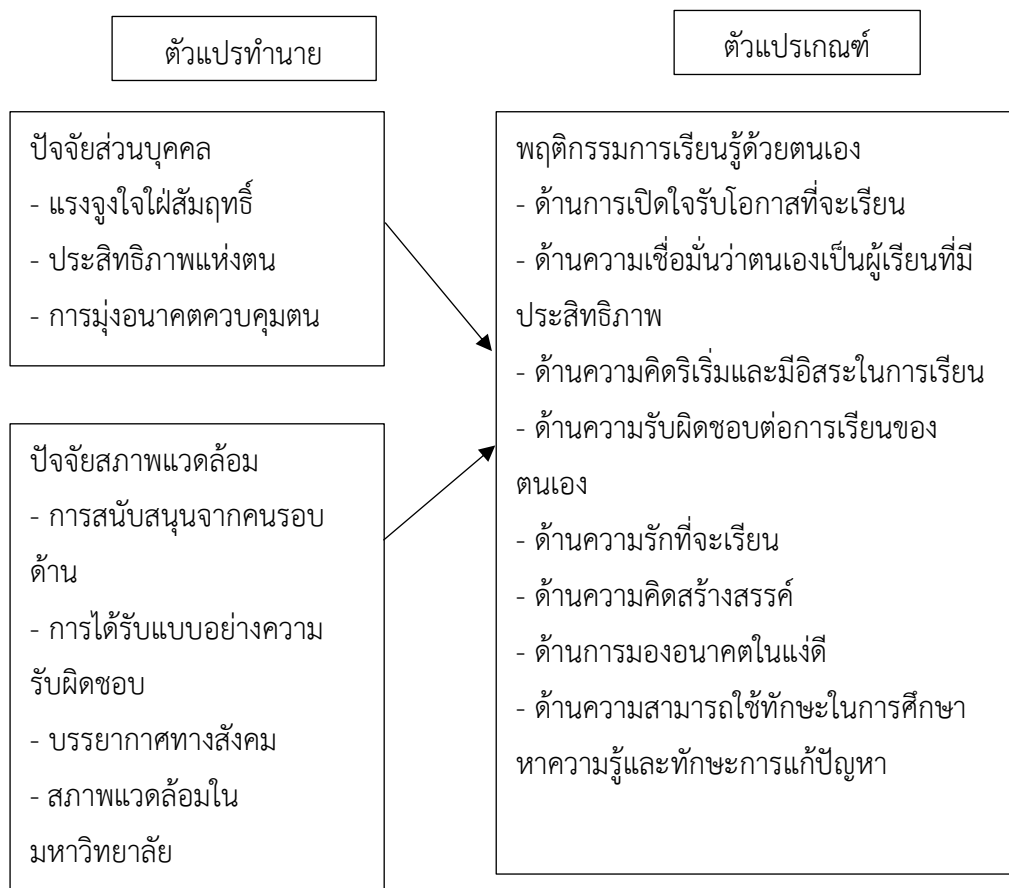 ตัวแปรทำนาย
ตัวแปรเกณฑ์
ปัจจัยส่วนบุคคล
- แรงจูงใจใฝ่สัมฤทธิ์
- ประสิทธิภาพแห่งตน
- การมุ่งอนาคตควบคุมตน
ปัจจัยสภาพแวดล้อม
- การสนับสนุนจากคนรอบ
ด้าน
- การได้รับแบบอย่างความ
รับผิดชอบ
- บรรยากาศทางสังคม
- สภาพแวดล้อมใน
มหาวิทยาลัย
พฤติกรรมการเรียนรู้ด้วยตนเอง
- ด้านการเปิดใจรับโอกาสที่จะเรียน
- ด้านความเชื่อมั่นว่าตนเองเป็นผู้เรียนที่มี
ประสิทธิภาพ
- ด้านความคิดริเริ่มและมีอิสระในการเรียน
- ด้านความรับผิดชอบต่อการเรียนของ
ตนเอง
- ด้านความรักที่จะเรียน
- ด้านความคิดสร้างสรรค์
- ด้านการมองอนาคตในแง่ดี
- ด้านความสามารถใช้ทักษะในการศึกษา
หาความรู้และทักษะการแก้ปัญหา